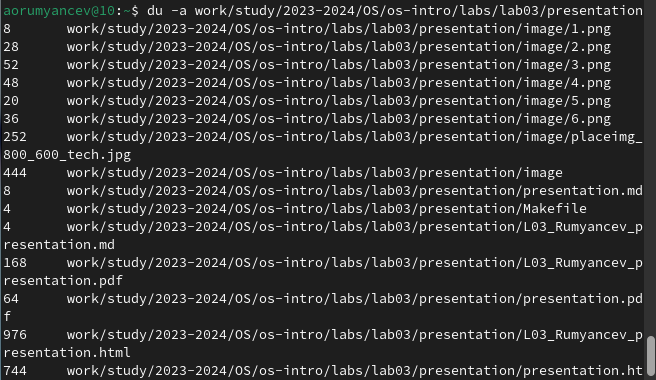 aorumyancev@10:~$ du -a work/study/2023-2024/OS/os-intro/labs/lab03/presentation
8       work/study/2023-2024/OS/os-intro/labs/lab03/presentation/image/1.png
28      work/study/2023-2024/OS/os-intro/labs/lab03/presentation/image/2.png
52      work/study/2023-2024/OS/os-intro/labs/lab03/presentation/image/3.png
48      work/study/2023-2024/OS/os-intro/labs/lab03/presentation/image/4.png
20      work/study/2023-2024/OS/os-intro/labs/lab03/presentation/image/5.png
36      work/study/2023-2024/OS/os-intro/labs/lab03/presentation/image/6.png
252     work/study/2023-2024/OS/os-intro/labs/lab03/presentation/image/placeimg_
800_600_tech.jpg
444     work/study/2023-2024/OS/os-intro/labs/lab03/presentation/image
8       work/study/2023-2024/OS/os-intro/labs/lab03/presentation/presentation.md
4       work/study/2023-2024/OS/os-intro/labs/lab03/presentation/Makefile
4       work/study/2023-2024/OS/os-intro/labs/lab03/presentation/L03_Rumyancev_p
resentation.md
168     work/study/2023-2024/OS/os-intro/labs/lab03/presentation/L03_Rumyancev_p
resentation.pdf
64      work/study/2023-2024/OS/os-intro/labs/lab03/presentation/presentation.pd
f
976     work/study/2023-2024/OS/os-intro/labs/lab03/presentation/L03_Rumyancev_p
resentation.html
744     work/study/2023-2024/OS/os-intro/labs/lab03/presentation/presentation.ht